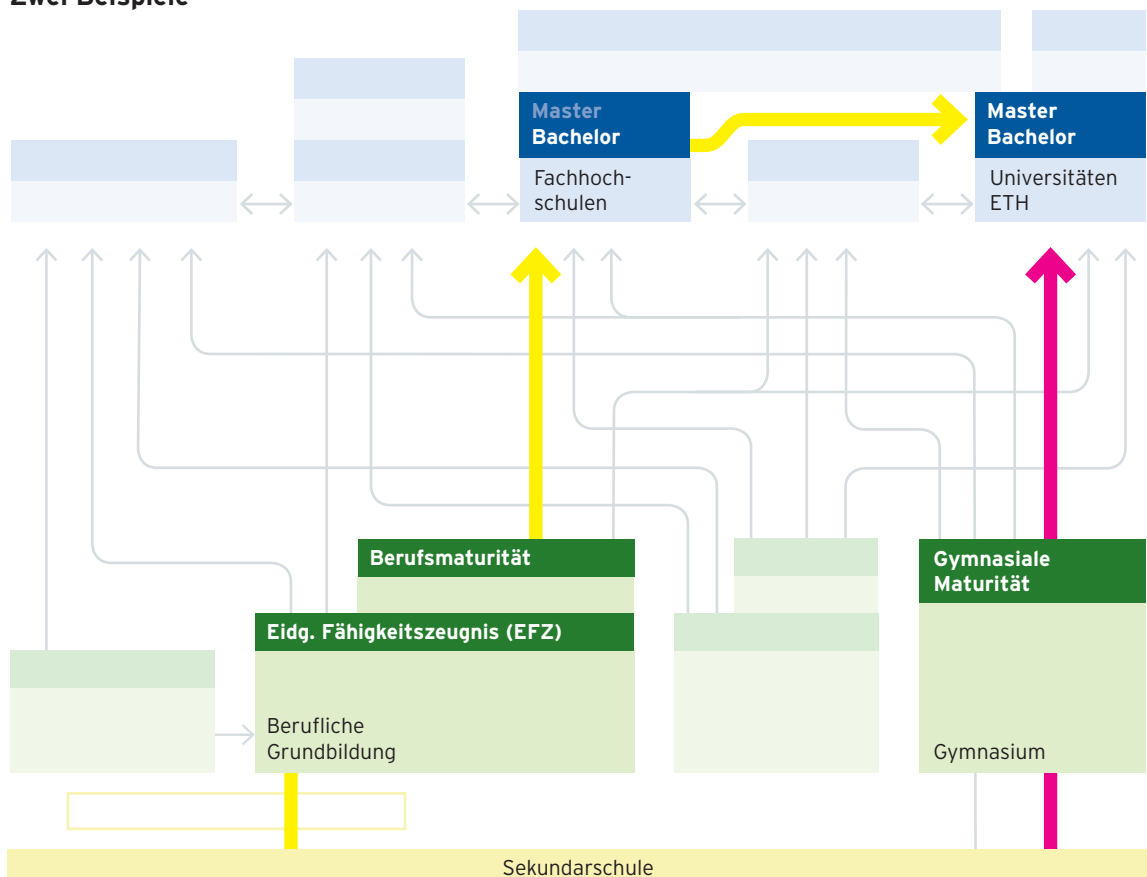 Zwei Beispiele
Master
Bachelor
Fachhoch-
schulen
Master
Bachelor
Universitäten
ETH
Berufsmaturität
Gymnasiale
Maturität
Eidg. Fähigkeitszeugnis (EFZ)
Berufliche
Grundbildung
Gymnasium
Sekundarschule